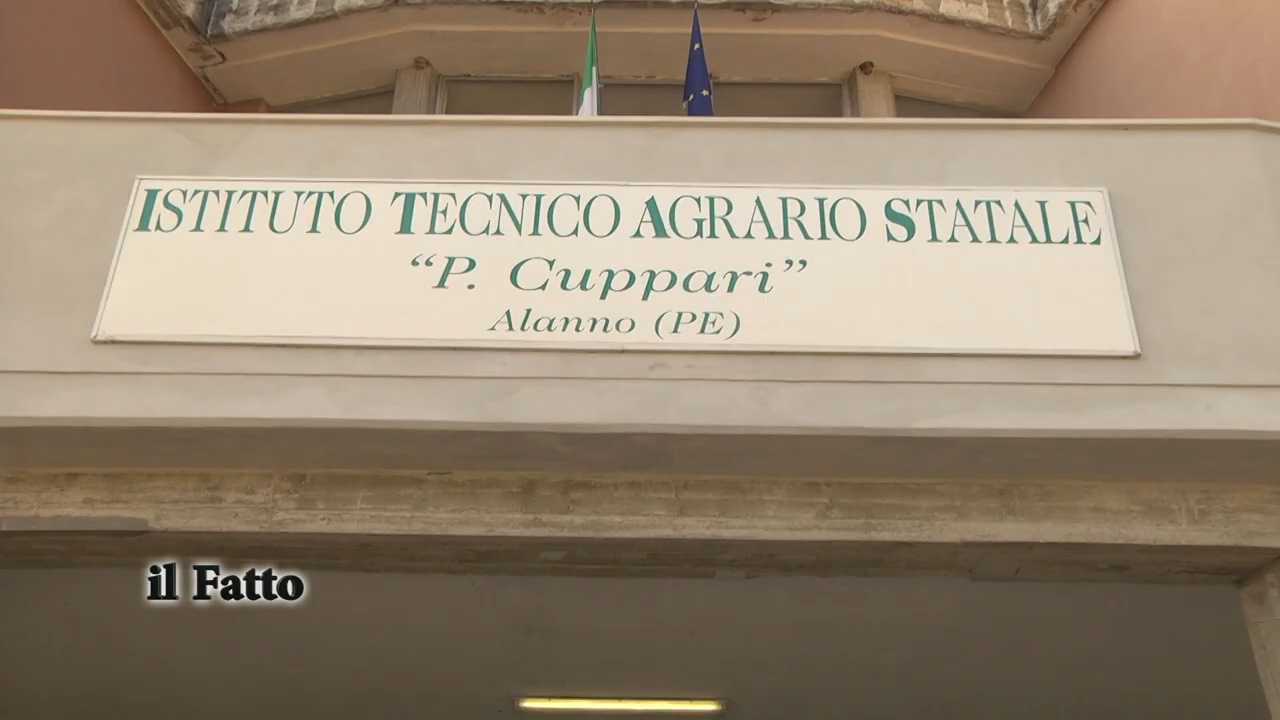 ISTITUTO TECNICO AGRARIO STATALE
“P. Cuppari”
Alanno (PE)
il Fatto